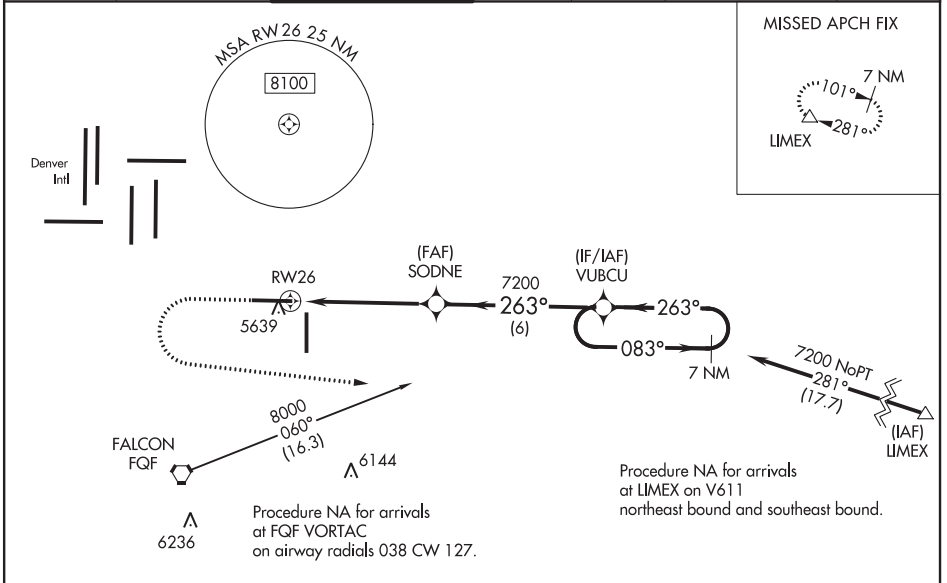 MSA RW26 25 NM
8100
MISSED APCH FIX
7 NM
101°
281°
LIMEX
Denver
Intl
(FAF)
SODNE
(IF/IAF)
VUBCU
RW26
7200
263°
(6)
263°
5639
083°
7 NM
7200 NoPT
281°
(17.7)
(IAF)
LIMEX
8000
060°
(16.3)
FALCON
FQF
6144
6236
Procedure NA for arrivals
at FQF VORTAC
on airway radials 038 CW 127.
Procedure NA for arrivals
at LIMEX on V611
northeast bound and southeast bound.